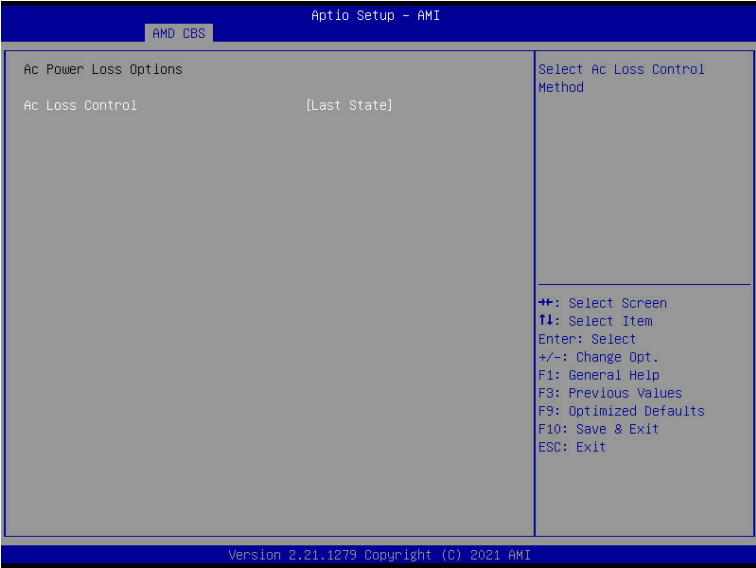 Aptio Setup – AMI
AMD CBS
Ac Power Loss Options
Ac Loss Control [Last State]
Select Ac Loss Control
Method
→←: Select Screen
↑↓: Select Item
Enter: Select
+/-: Change Opt.
F1: General Help
F3: Previous Values
F9: Optimized Defaults
F10: Save & Exit
ESC: Exit
Version 2.21.1279 Copyright (C) 2021 AMI